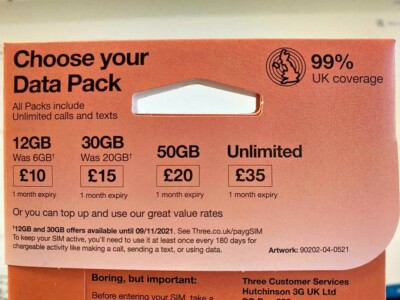 Choose your
Data Pack
99%
UK coverage
All Packs include
Unlimited calls and texts
12GB
Was 6GB†
£10
1 month expiry
30GB
Was 20GB†
£15
1 month expiry
50GB
£20
1 month expiry
Unlimited
£35
1 month expiry
Or you can top up and use our great value rates
†12GB and 30GB offers available until 09/11/2021. See Three.co.uk/paygSIM
To keep your SIM active, you'll need to use it at least once every 180 days for
chargeable activity like making a call, sending a text, or using data.
Artwork: 90202-04-0521
Boring, but important:
Before entering your SIM, take a
Three Customer Services
Hutchinson 3G UK Ltd